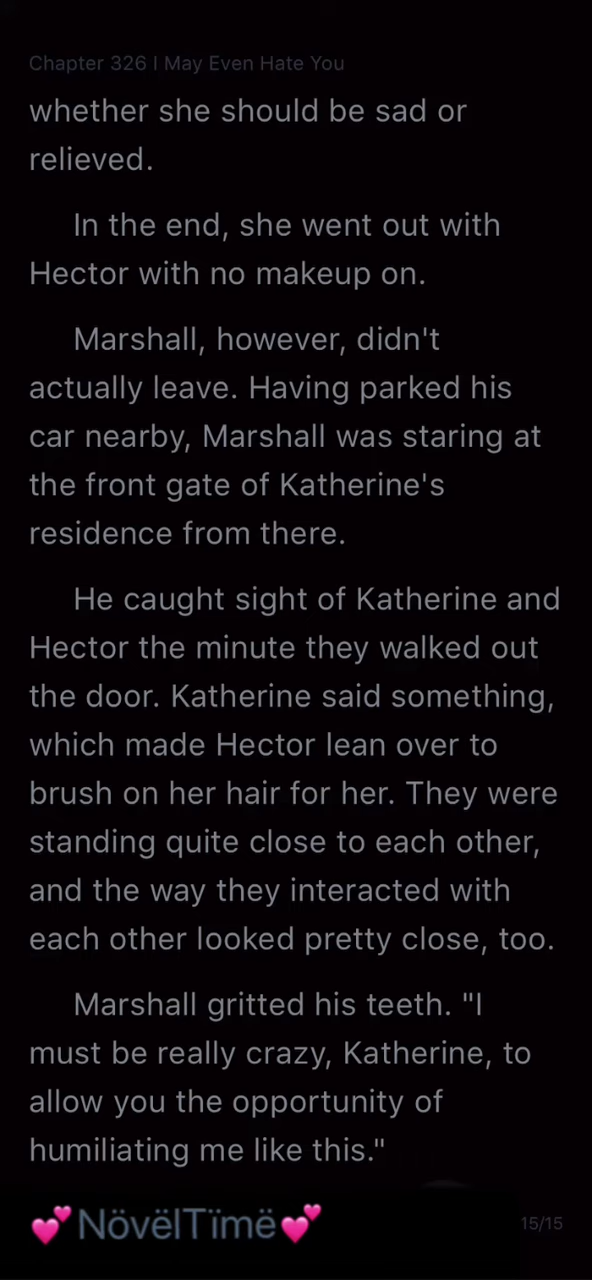 Chapter 326 I May Even Hate You
whether she should be sad or
relieved.
In the end, she went out with
Hector with no makeup on.
Marshall, however, didn't
actually leave. Having parked his
car nearby, Marshall was staring at
the front gate of Katherine's
residence from there.
He caught sight of Katherine and
Hector the minute they walked out
the door. Katherine said something,
which made Hector lean over to
brush on her hair for her. They were
standing quite close to each other,
and the way they interacted with
each other looked pretty close, too.
Marshall gritted his teeth. "I
must be really crazy, Katherine, to
allow you the opportunity of
humiliating me like this."
💕NövëlTïmë💕
15/15